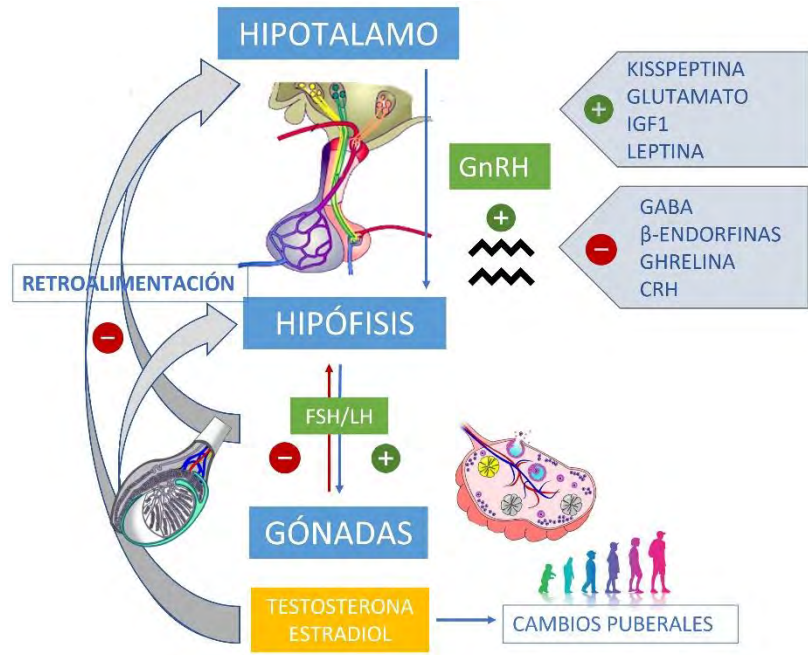 HIPOTALAMO
KISSPEPTINA
GLUTAMATO
IGF1
LEPTINA
GnRH
GABA
β-ENDORFINAS
GHRELINA
CRH
RETROALIMENTACIÓN
HIPÓFISIS
FSH/LH
GÓNADAS
TESTOSTERONA
ESTRADIOL
CAMBIOS PUBERALES